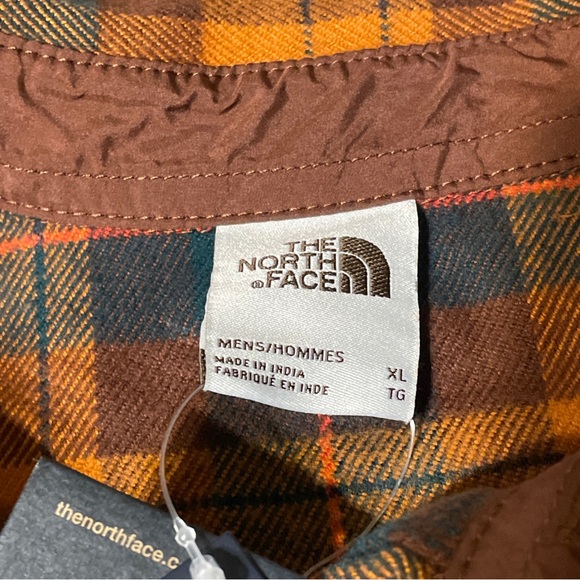 THE
NORTH
® FACE
MENS/HOMMES
MADE IN INDIA
FABRIQUÉ EN INDE
XL
TG
thenorthface.c